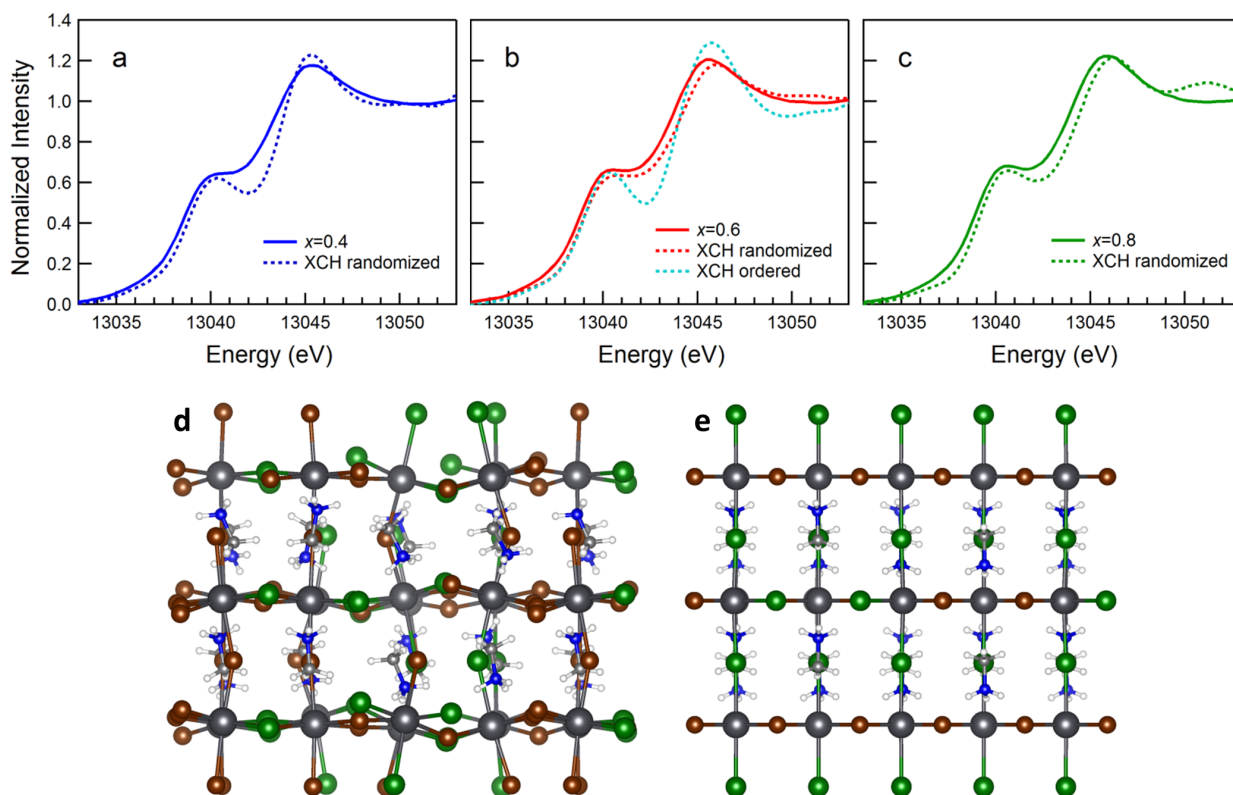 a
b
c
Normalized Intensity
1.4
1.2
1.0
0.8
0.6
0.4
0.2
0.0
x=0.4
XCH randomized
x=0.6
XCH randomized
XCH ordered
x=0.8
XCH randomized
13035 13040 13045 13050
13035 13040 13045 13050
13035 13040 13045 13050
Energy (eV)
Energy (eV)
Energy (eV)
d
e